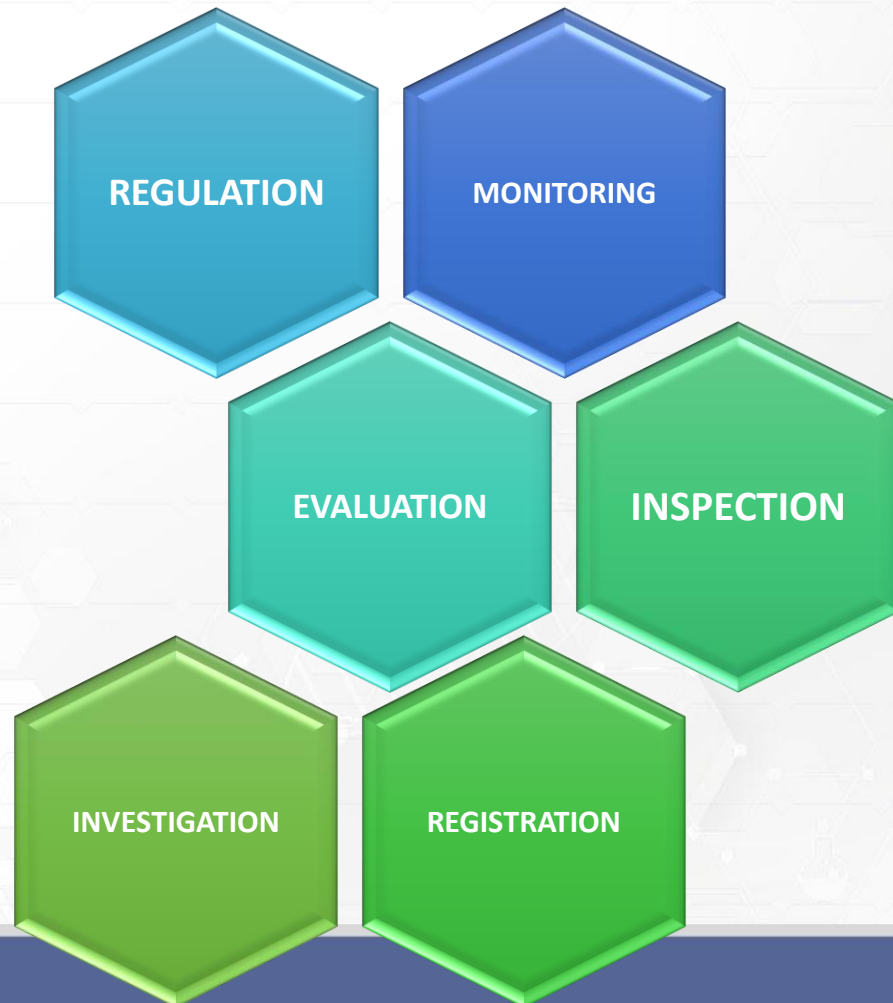 REGULATION
MONITORING
EVALUATION
INSPECTION
INVESTIGATION
REGISTRATION